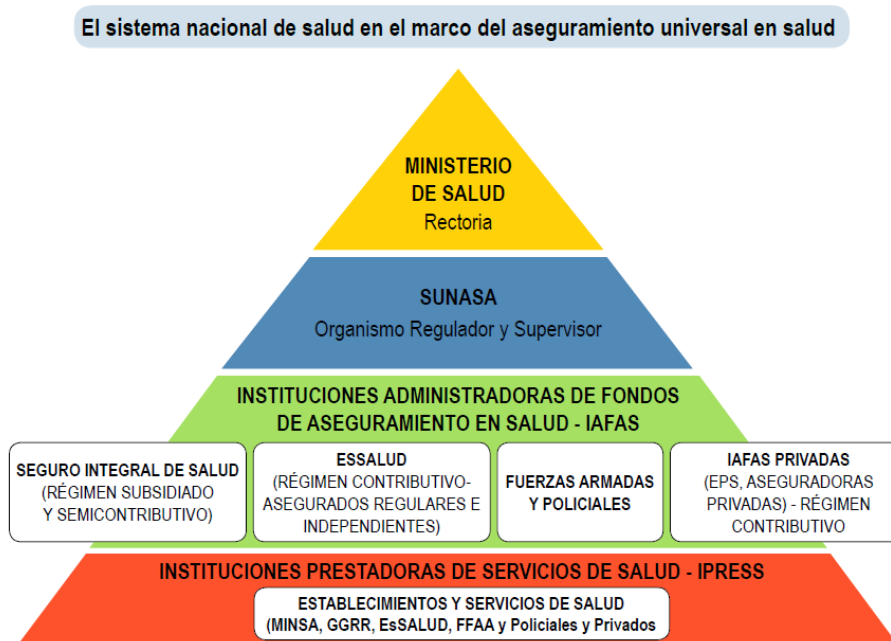 El sistema nacional de salud en el marco del aseguramiento universal en salud
MINISTERIO
DE SALUD
Rectoria
SUNASA
Organismo Regulador y Supervisor
INSTITUCIONES ADMINISTRADORAS DE FONDOS
DE ASEGURAMIENTO EN SALUD - IAFAS
SEGURO INTEGRAL DE SALUD
(RÉGIMEN SUBSIDIADO
Y SEMICONTRIBUTIVO)
ESSALUD
(RÉGIMEN CONTRIBUTIVO-
ASEGURADOS REGULARES E
INDEPENDIENTES)
FUERZAS ARMADAS
Y POLICIALES
IAFAS PRIVADAS
(EPS, ASEGURADORAS
PRIVADAS) - RÉGIMEN
CONTRIBUTIVO
INSTITUCIONES PRESTADORAS DE SERVICIOS DE SALUD - IPRESS
ESTABLECIMIENTOS Y SERVICIOS DE SALUD
(MINSA, GGRR, EsSALUD, FFAA y Policiales y Privados